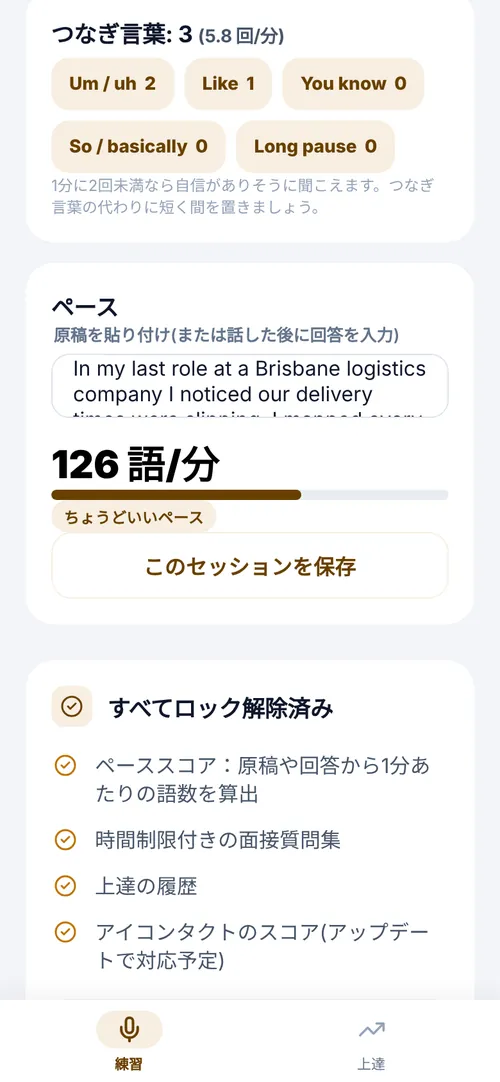 つなぎ言葉: 3 (5.8 回/分)
Um / uh 2 Like 1 You know 0
So / basically 0 Long pause 0
1分に2回未満なら自信がありそうに聞こえます。つなぎ
言葉の代わりに短く間を置きましょう。
ペース
原稿を貼り付け(または話した後に回答を入力)
In my last role at a Brisbane logistics
company I noticed our delivery
times were slipping. I mapped every
126 語/分
ちょうどいいペース
このセッションを保存
すべてロック解除済み
ペーススコア：原稿や回答から1分あ
たりの語数を算出
時間制限付きの面接質問集
上達の履歴
アイコンタクトのスコア(アップデー
トで対応予定)
練習 上達